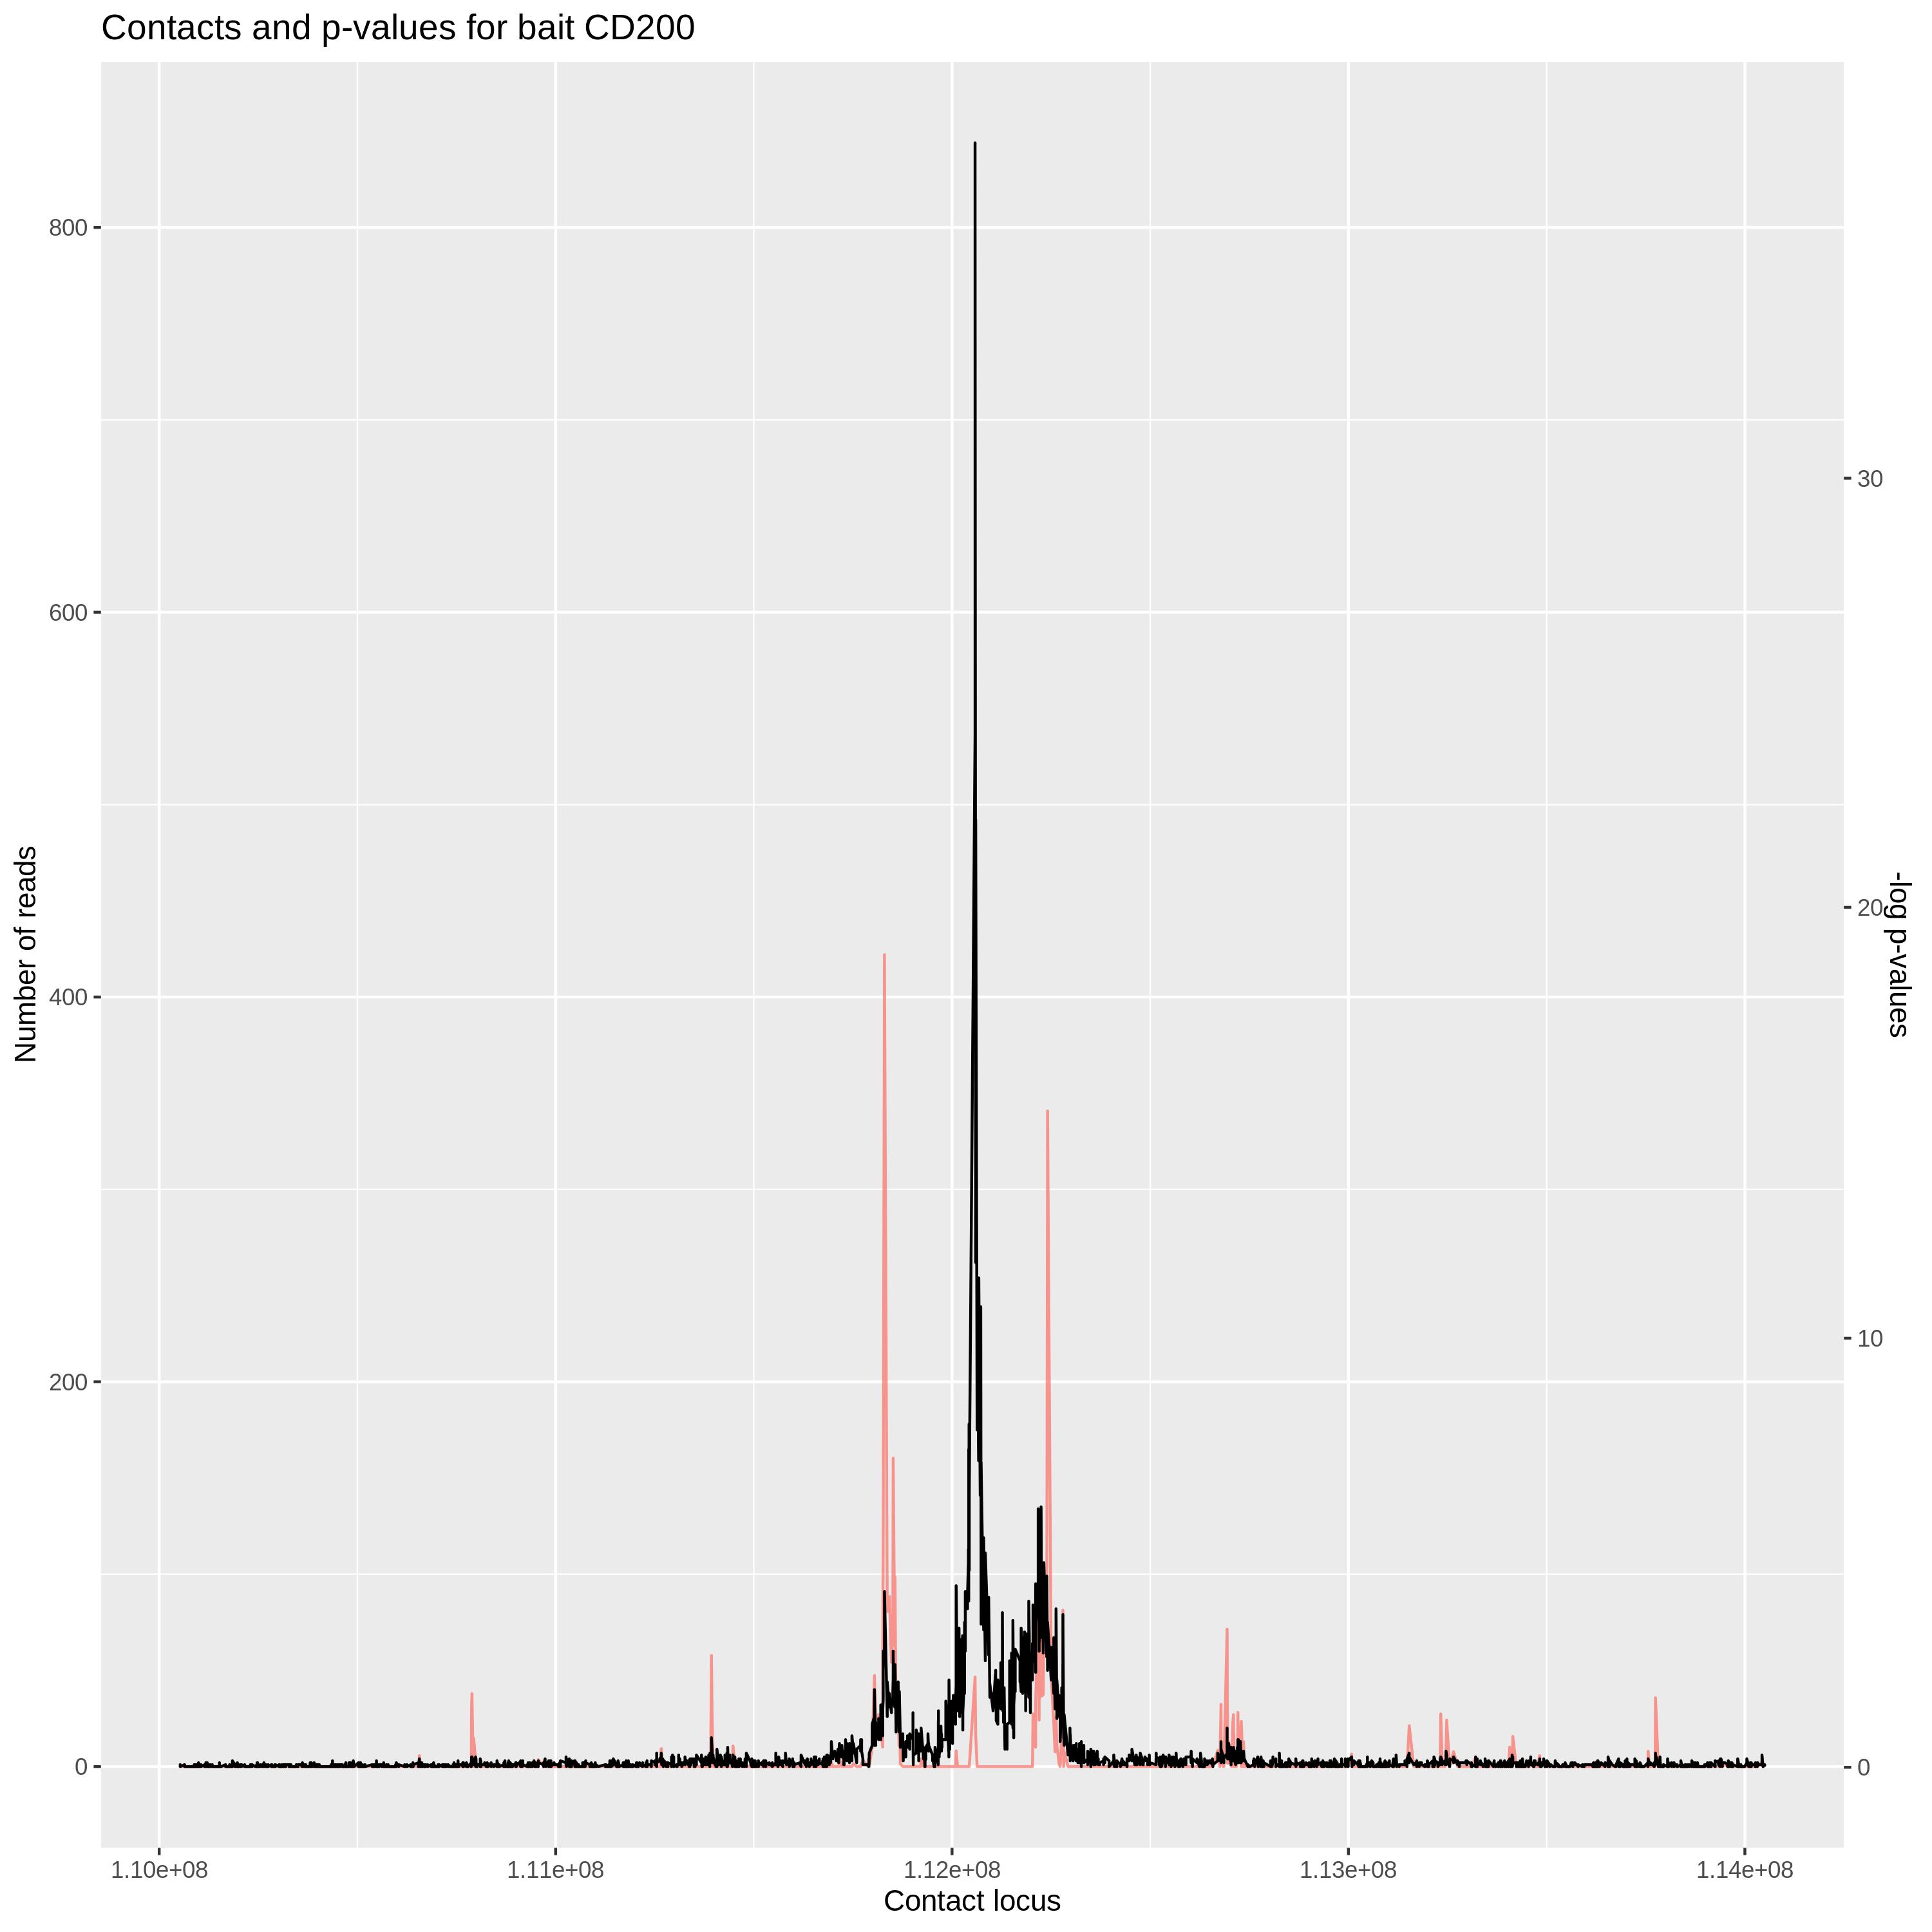 Contacts and p-values for bait CD200
800
600
400
200
0
Number of reads
30
20
10
0
-log p-values
1.10e+08 1.11e+08 1.12e+08 1.13e+08 1.14e+08
Contact locus